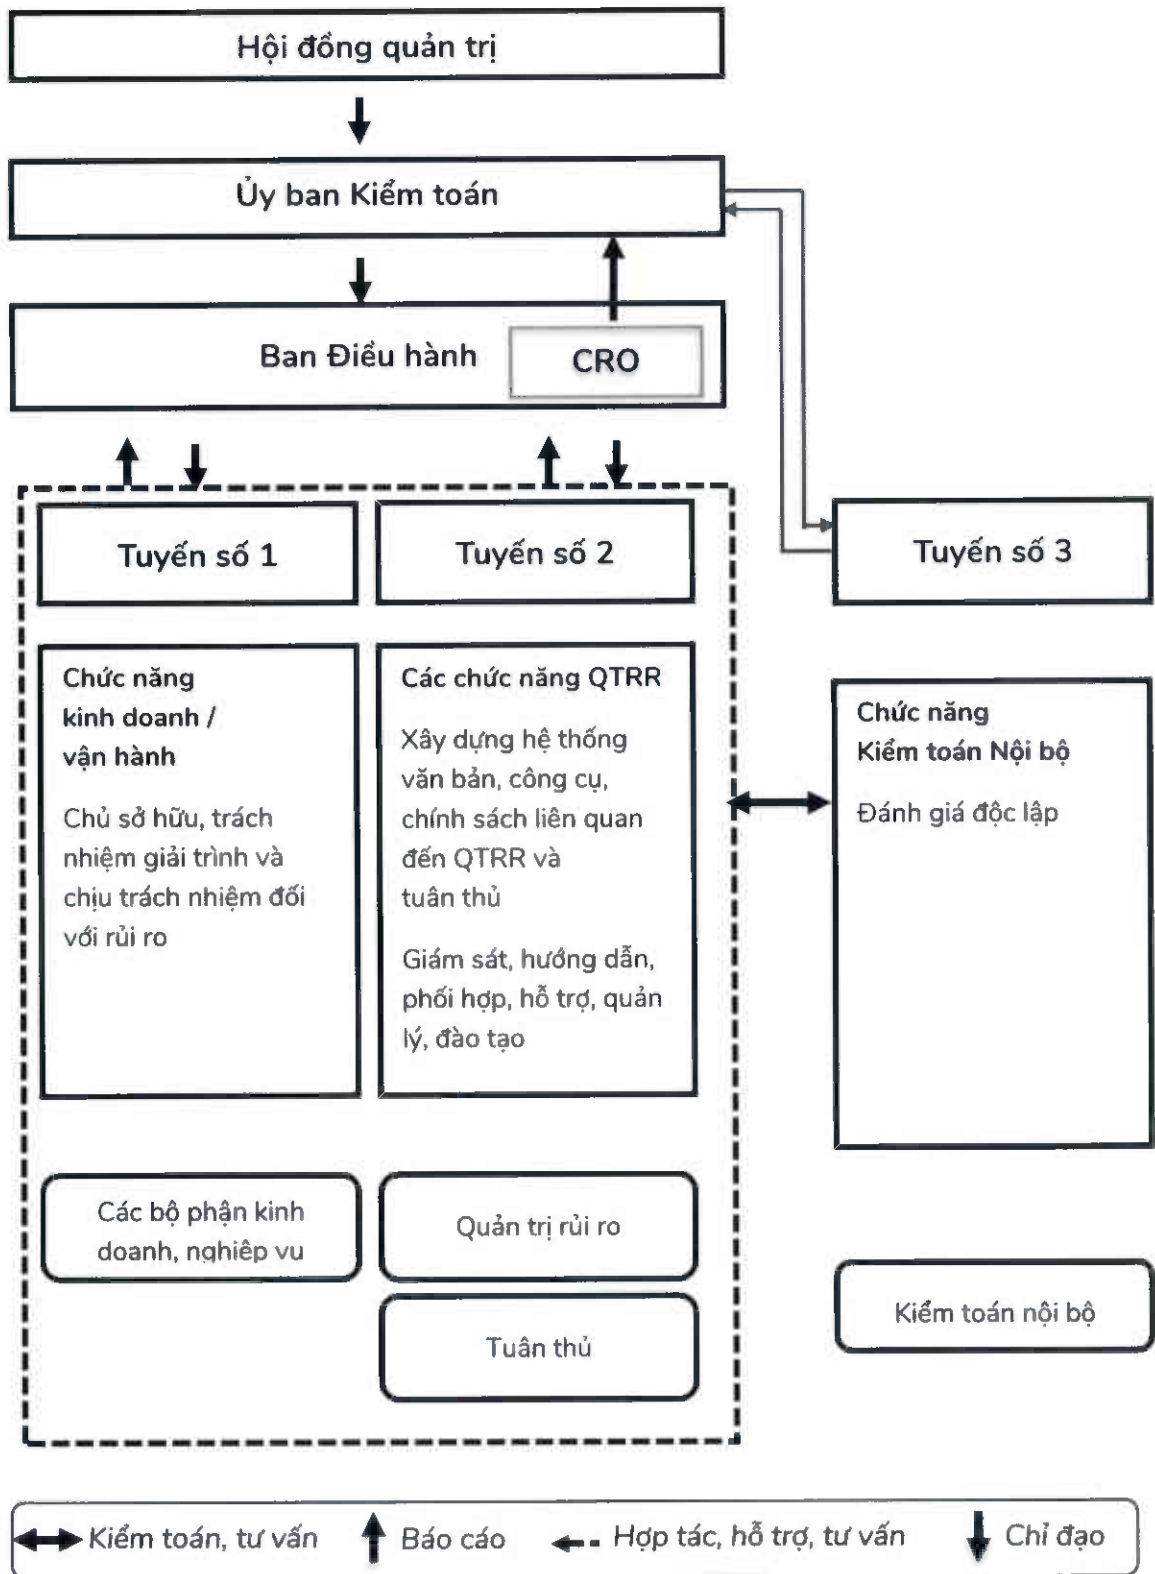 Hội đồng quản trị
Ủy ban Kiểm toán
Ban Điều hành
CRO
Tuyến số 1
Tuyến số 2
Tuyến số 3
Chức năng
kinh doanh /
vận hành
Chủ sở hữu, trách
nhiệm giải trình và
chịu trách nhiệm đối
với rủi ro
Các chức năng QTRR
Xây dựng hệ thống
văn bản, công cụ,
chính sách liên quan
đến QTRR và
tuân thủ
Giám sát, hướng dẫn,
phối hợp, hỗ trợ, quản
lý, đào tạo
Chức năng
Kiểm toán Nội bộ
Đánh giá độc lập
Các bộ phận kinh
doanh, nghiệp vụ
Quản trị rủi ro
Tuân thủ
Kiểm toán nội bộ
Kiểm toán, tư vấn
Báo cáo
Hợp tác, hỗ trợ, tư vấn
Chỉ đạo